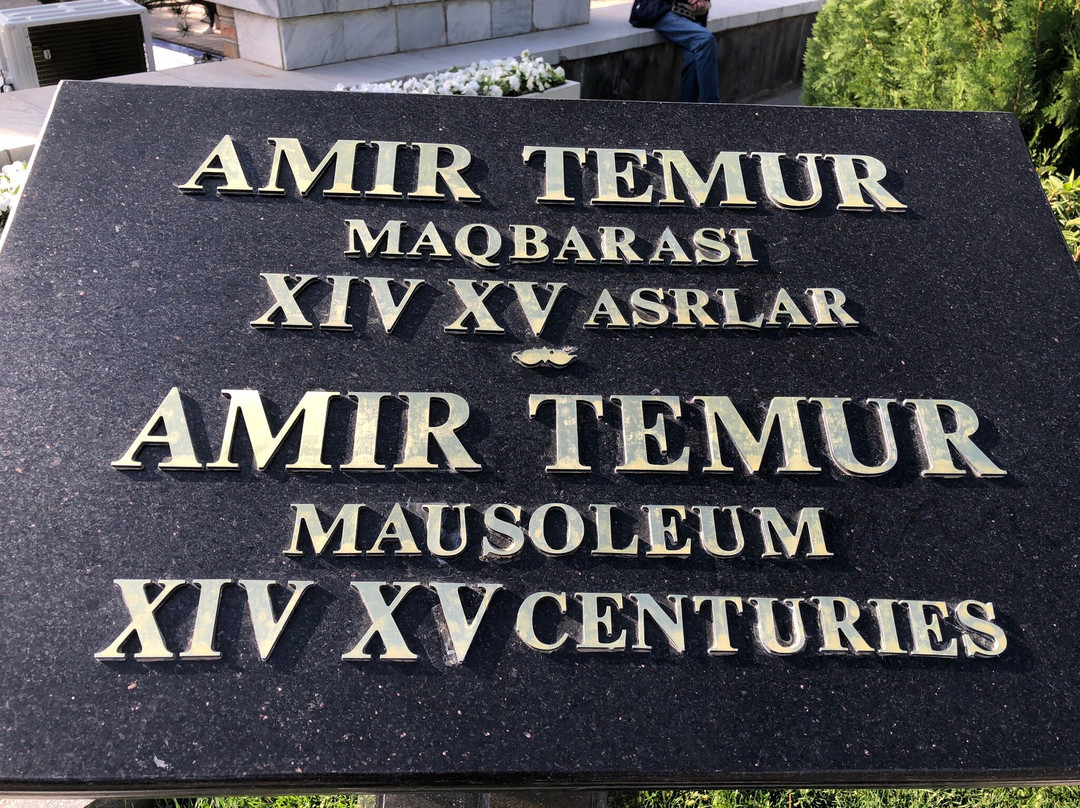 AMIR TEMUR
MAQBARASI
XIV XV ASRLAR
AMIR TEMUR
MAUSOLEUM
XIV XV CENTURIES